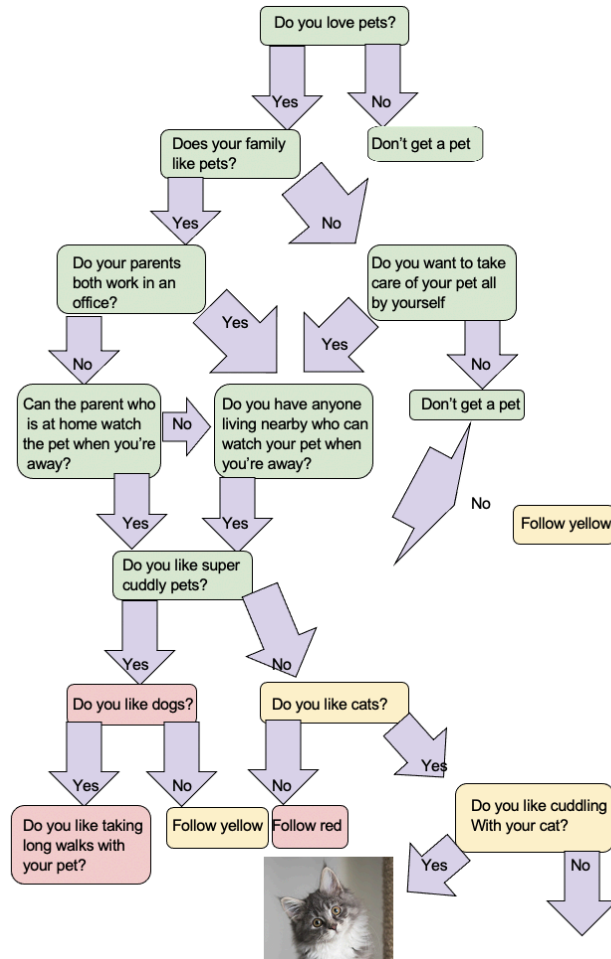 Do you love pets?
Yes
No
Does your family
like pets?
Don't get a pet
Yes
No
Do your parents
both work in an
office?
Do you want to take
care of your pet all
by yourself
Yes
Yes
No
No
Can the parent who
is at home watch
the pet when you're
away?
No
Do you have anyone
living nearby who can
watch your pet when
you're away?
Don't get a pet
Yes
Yes
No
Follow yellow
Do you like super
cuddly pets?
Yes
No
Do you like dogs?
Do you like cats?
Yes
No
No
Yes
Do you like taking
long walks with
your pet?
Follow yellow
Follow red
Do you like cuddling
With your cat?
Yes
No